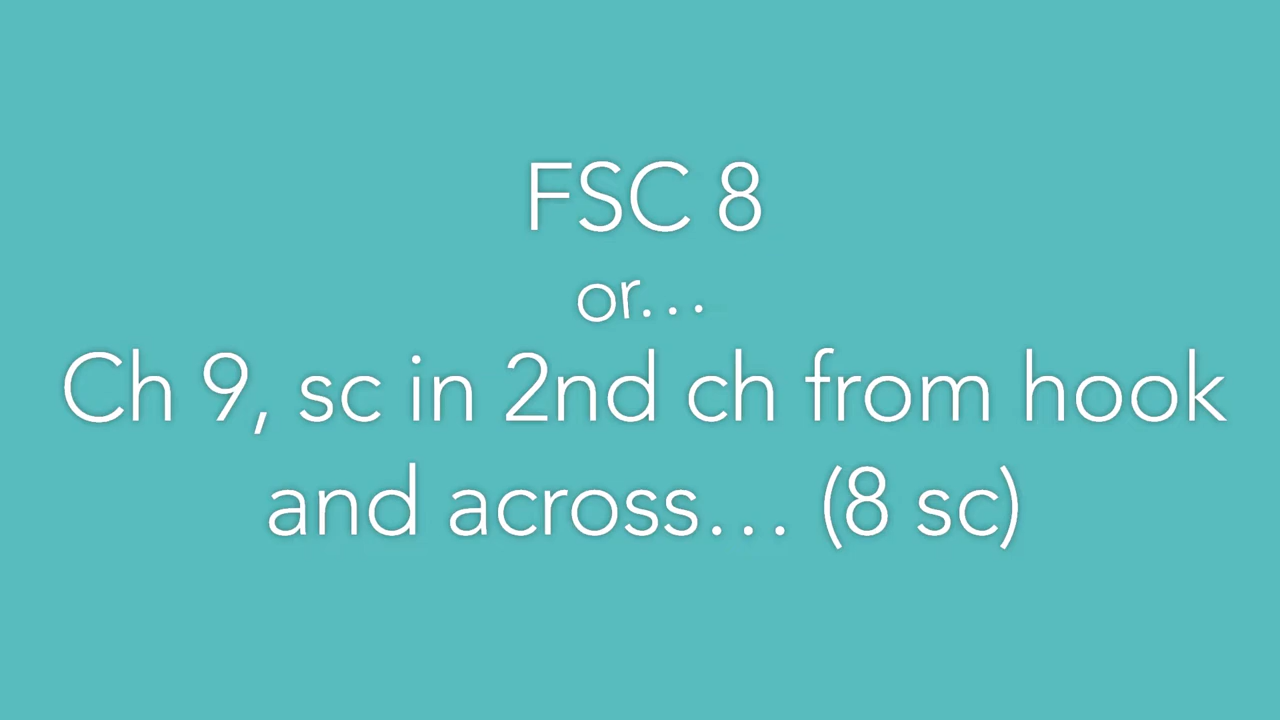 FSC 8
or…
Ch 9, sc in 2nd ch from hook
and across… (8 sc)